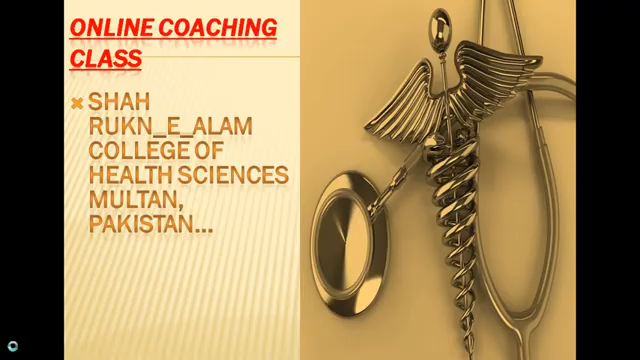 ONLINE COACHING
CLASS
SHAH
RUKN_E_ALAM
COLLEGE OF
HEALTH SCIENCES
MULTAN,
PAKISTAN...